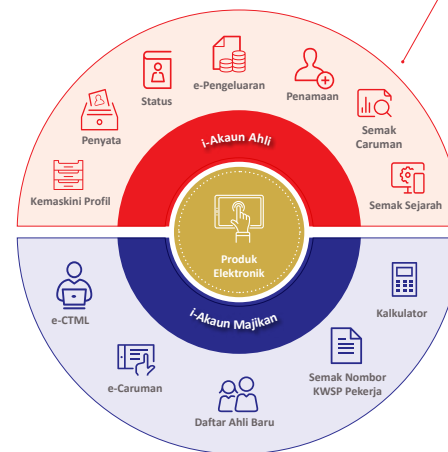 e-Pengeluaran
Status
Penamaan
Penyata
Semak
Caruman
Kemaskini Profil
Semak Sejarah
i-Akaun Ahli
Produk
Elektronik
i-Akaun Majikan
e-CTML
Kalkulator
e-Caruman
Semak Nombor
KWSP Pekerja
Daftar Ahli Baru